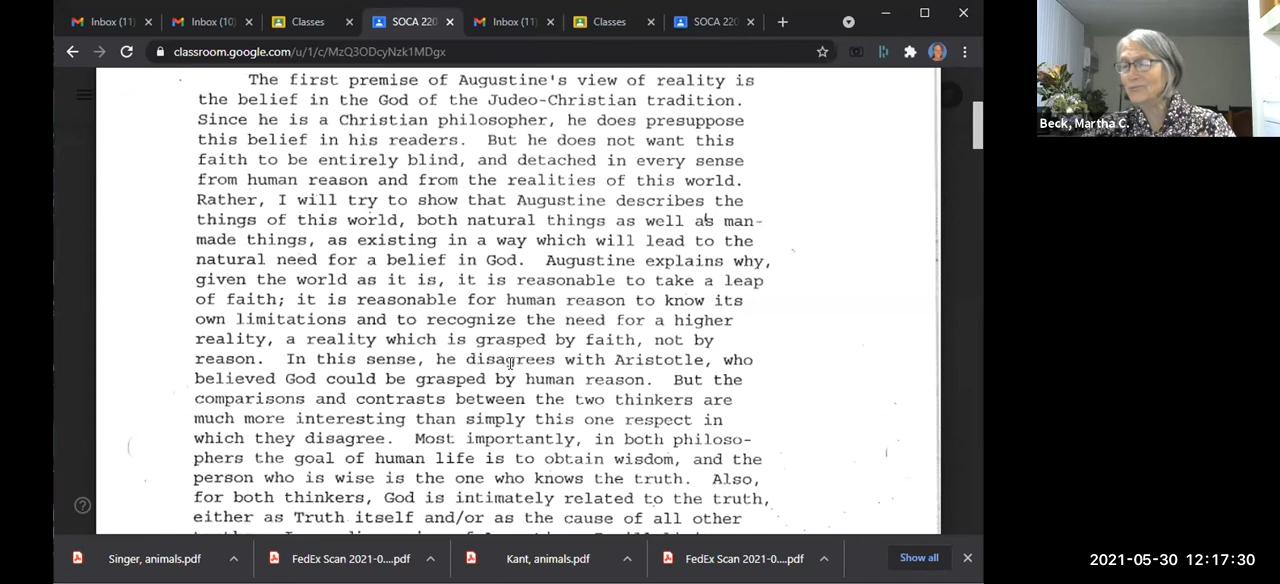 Inbox (11)
Inbox (10)
Classes
SOCA 220
Inbox (11)
Classes
SOCA 220
classroom.google.com/u/1/c/MzQ3ODcyNzk1MDgx
The first premise of Augustine's view of reality is
the belief in the God of the Judeo-Christian tradition.
Since he is a Christian philosopher, he does presuppose
this belief in his readers. But he does not want this
faith to be entirely blind, and detached in every sense
from human reason and from the realities of this world.
Rather, I will try to show that Augustine describes the
things of this world, both natural things as well as man-
made things, as existing in a way which will lead to the
natural need for a belief in God. Augustine explains why,
given the world as it is, it is reasonable to take a leap
of faith; it is reasonable for human reason to know its
own limitations and to recognize the need for a higher
reality, a reality which is grasped by faith, not by
reason. In this sense, he disagrees with Aristotle, who
believed God could be grasped by human reason. But the
comparisons and contrasts between the two thinkers are
much more interesting than simply this one respect in
which they disagree. Most importantly, in both philoso-
phers the goal of human life is to obtain wisdom, and the
person who is wise is the one who knows the truth. Also,
for both thinkers, God is intimately related to the truth,
either as Truth itself and/or as the cause of all other
Beck, Martha C.
Singer, animals.pdf
FedEx Scan 2021-0....pdf
Kant, animals.pdf
FedEx Scan 2021-0....pdf
Show all
2021-05-30 12:17:30